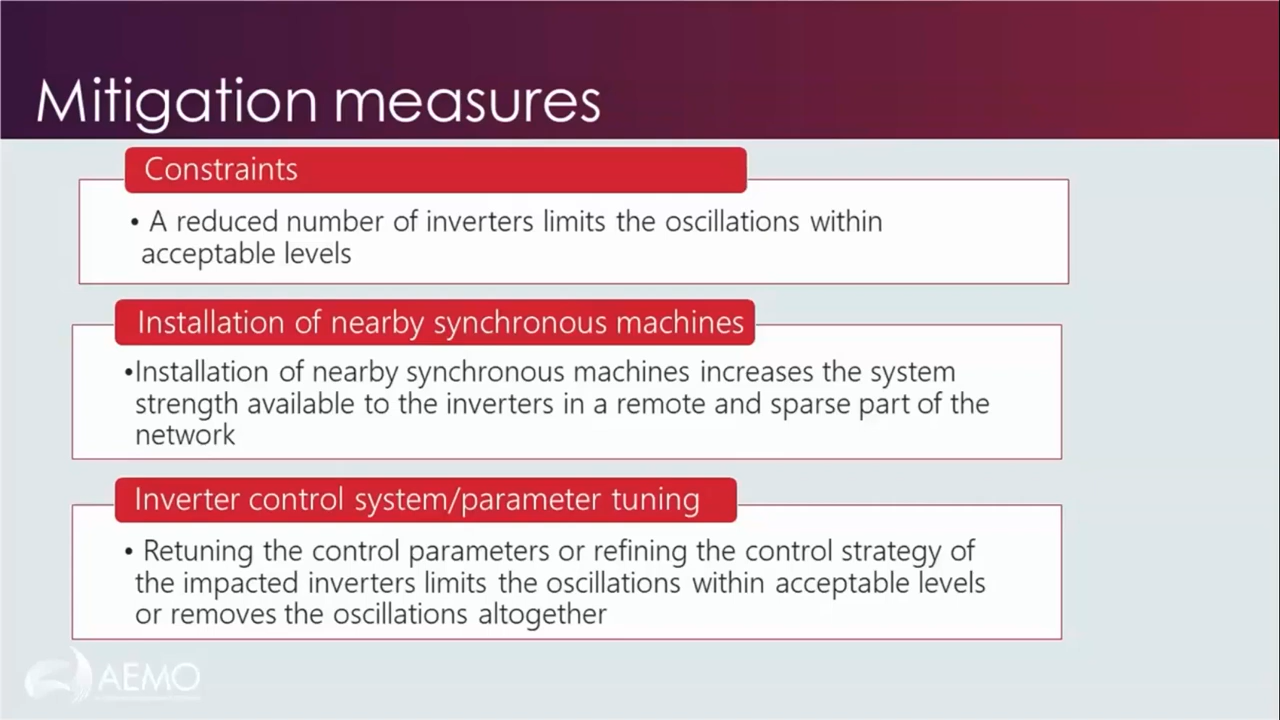 Mitigation measures
Constraints
• A reduced number of inverters limits the oscillations within
acceptable levels
Installation of nearby synchronous machines
•Installation of nearby synchronous machines increases the system
strength available to the inverters in a remote and sparse part of the
network
Inverter control system/parameter tuning
• Retuning the control parameters or refining the control strategy of
the impacted inverters limits the oscillations within acceptable levels
or removes the oscillations altogether
AEMO